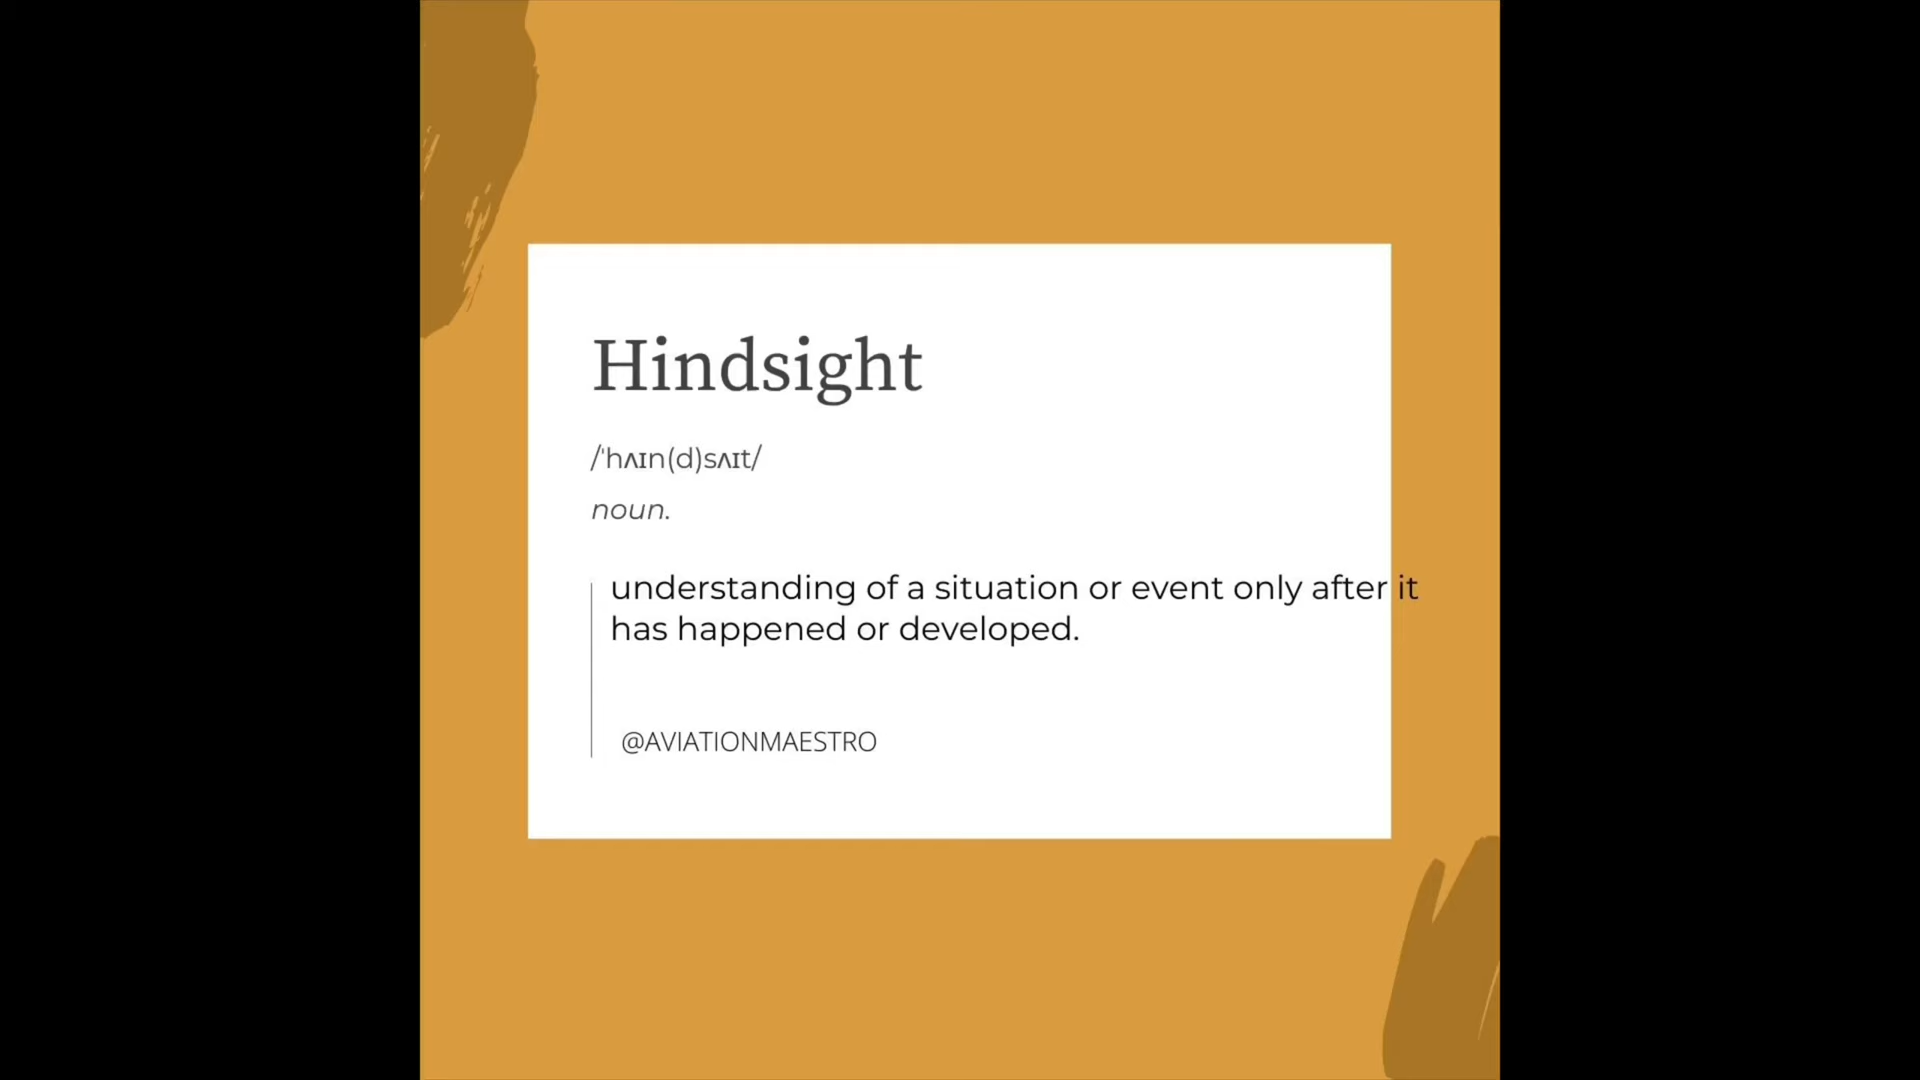 Hindsight
/ˈhʌɪn(d)sʌɪt/
noun.
understanding of a situation or event only after it
has happened or developed.
@AVIATIONMAESTRO